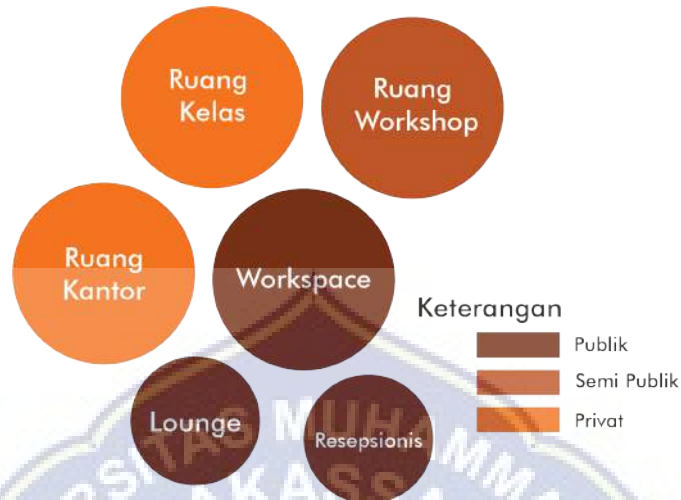 Ruang
Kelas
Ruang
Workshop
Ruang
Kantor
Workspace
Keterangan
Publik
Semi Publik
Privat
Lounge
Resepsionis